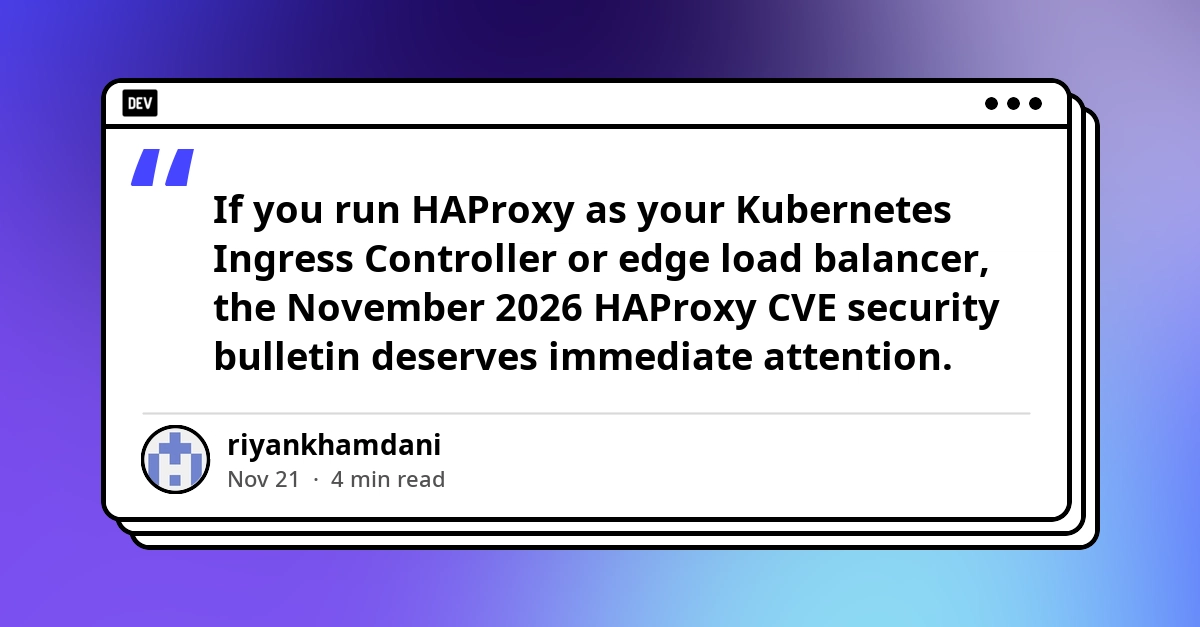 DEV
“
If you run HAProxy as your Kubernetes
Ingress Controller or edge load balancer,
the November 2026 HAProxy CVE security
bulletin deserves immediate attention.
riyankhamdani
Nov 21 · 4 min read